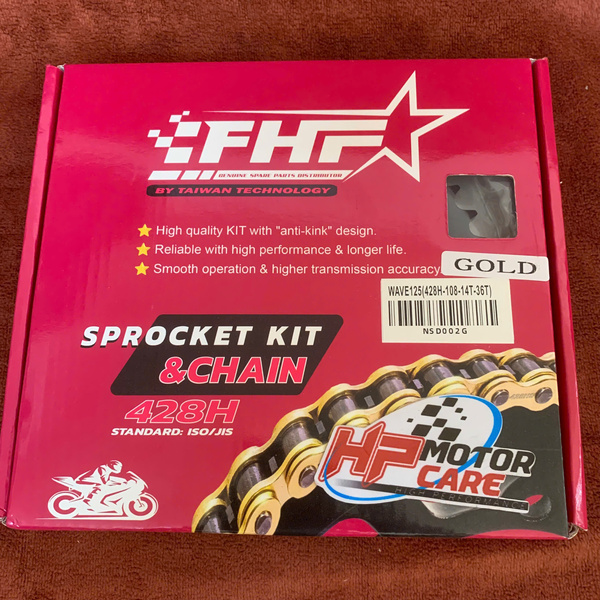 FHF
GENUINE SPARE PARTS DISTRIBUTOR
BY TAIWAN TECHNOLOGY
High quality KIT with "anti-kink" design.
Reliable with high performance & longer life.
Smooth operation & higher transmission accuracy
GOLD
WAVE125(428H-108-14T-36T)
NSD002G
SPROCKET KIT
&CHAIN
428H
STANDARD: ISO/JIS
HP MOTOR
CARE
HIGH PERFORMANCE